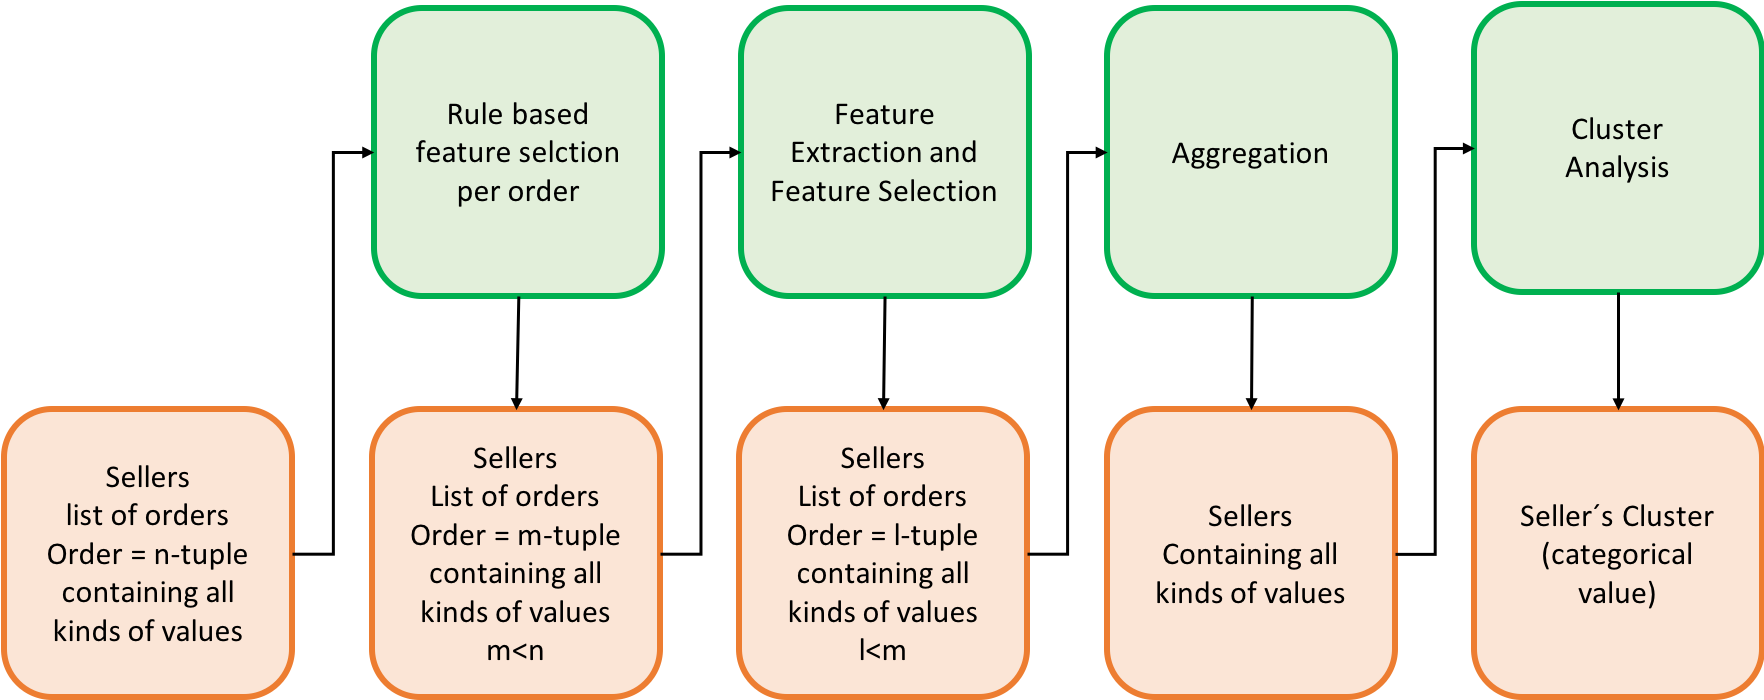 Rule based
feature selction
per order
Feature
Extraction and
Feature Selection
Aggregation
Cluster
Analysis
Sellers
list of orders
Order = n-tuple
containing all
kinds of values
Sellers
List of orders
Order = m-tuple
containing all
kinds of values
m<n
Sellers
List of orders
Order = l-tuple
containing all
kinds of values
l<m
Sellers
Containing all
kinds of values
Seller´s Cluster
(categorical
value)